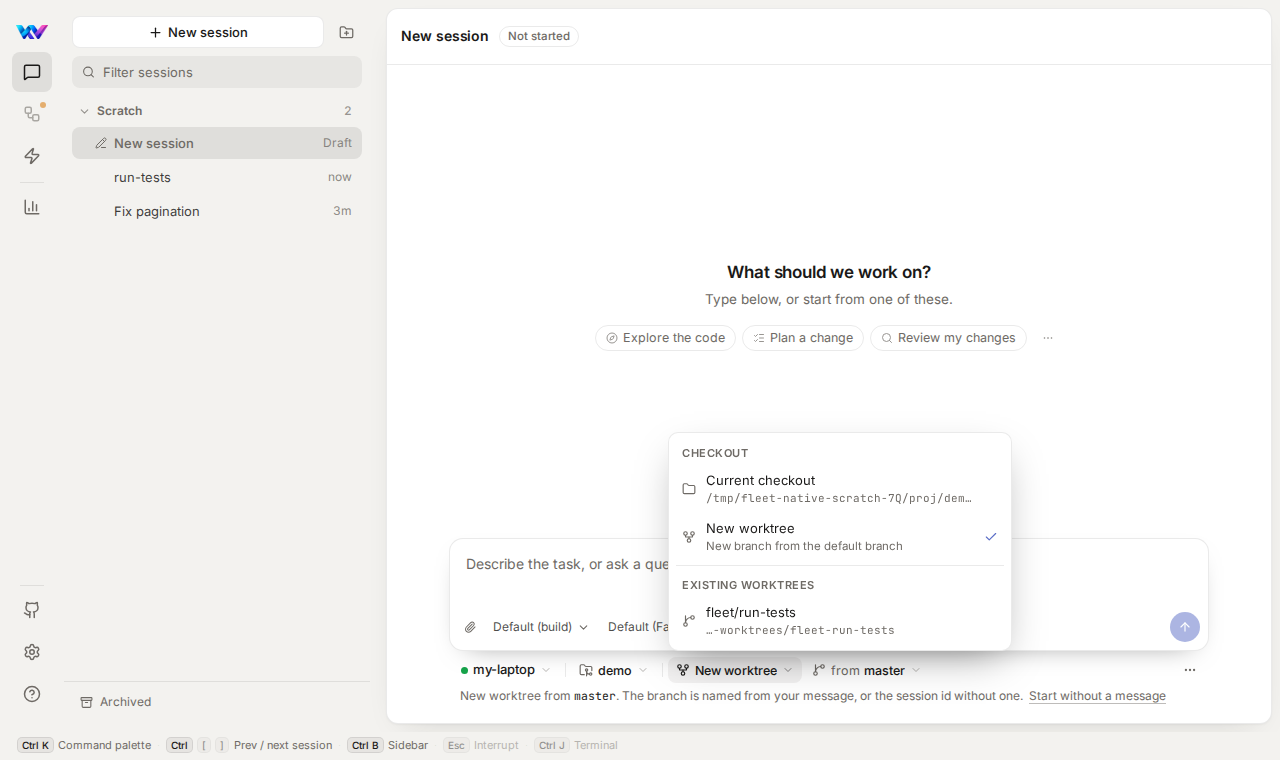 New session
Filter sessions
Scratch 2
New session Draft
run-tests now
Fix pagination 3m
Archived
New session Not started
What should we work on?
Type below, or start from one of these.
Explore the code Plan a change Review my changes
CHECKOUT
Current checkout
/tmp/fleet-native-scratch-7Q/proj/dem…
New worktree
New branch from the default branch
EXISTING WORKTREES
fleet/run-tests
…-worktrees/fleet-run-tests
Describe the task, or ask a que
Default (build) Default (Fa
my-laptop demo New worktree from master
New worktree from master. The branch is named from your message, or the session id without one. Start without a message
Ctrl K Command palette Ctrl [ ] Prev / next session Ctrl B Sidebar Esc Interrupt Ctrl J Terminal